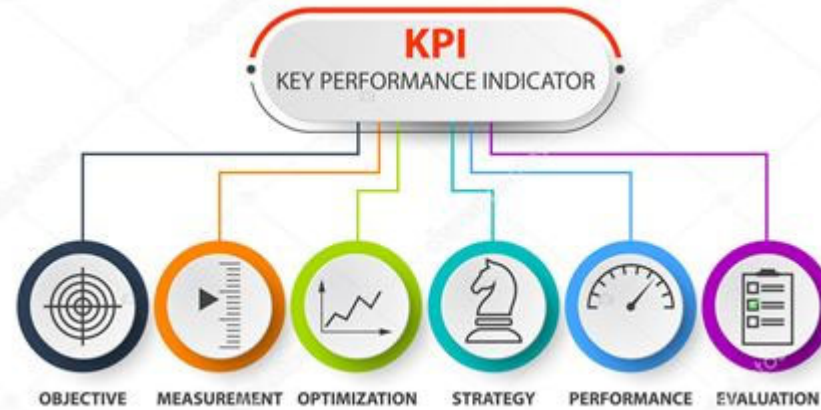 KPI
KEY PERFORMANCE INDICATOR
OBJECTIVE MEASUREMENT OPTIMIZATION STRATEGY PERFORMANCE EVALUATION